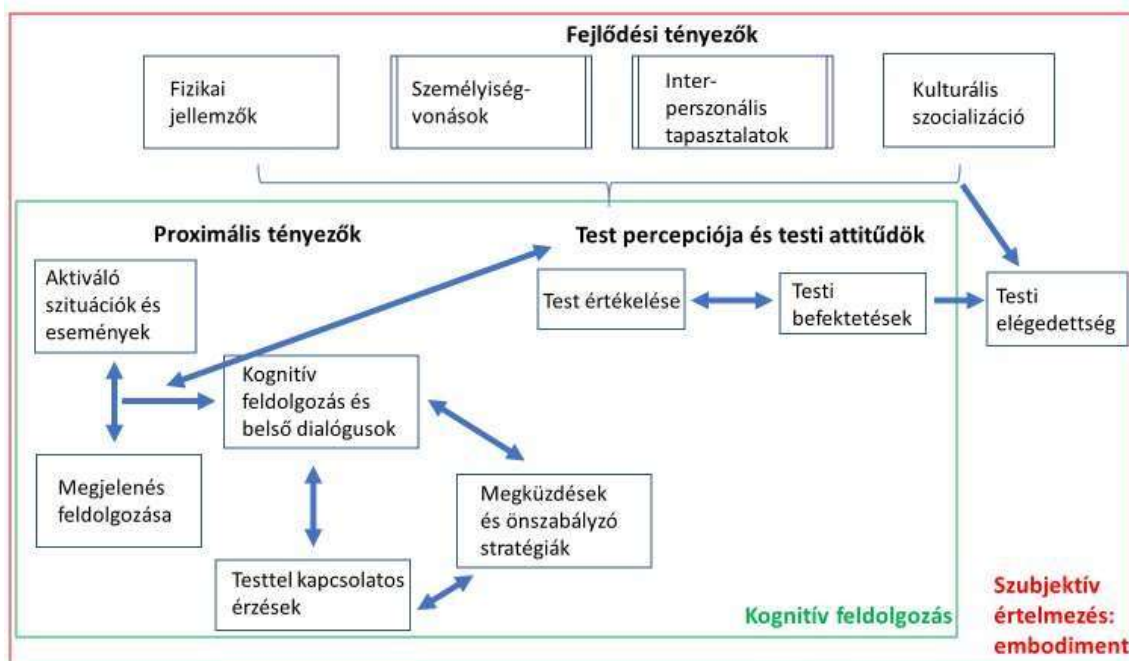 Fejlődési tényezők
Fizikai
jellemzők
Személyiség-
vonások
Inter-
perszonális
tapasztalatok
Kulturális
szocializáció
Proximális tényezők
Test percepciója és testi attitűdök
Aktiváló
szituációk és
események
Test értékelése
Testi
befektetések
Testi
elégedettség
Kognitív
feldolgozás és
belső dialógusok
Megjelenés
feldolgozása
Megküzdések
és önszabályzó
stratégiák
Testtel kapcsolatos
érzések
Kognitív feldolgozás
Szubjektív
értelmezés:
embodiment